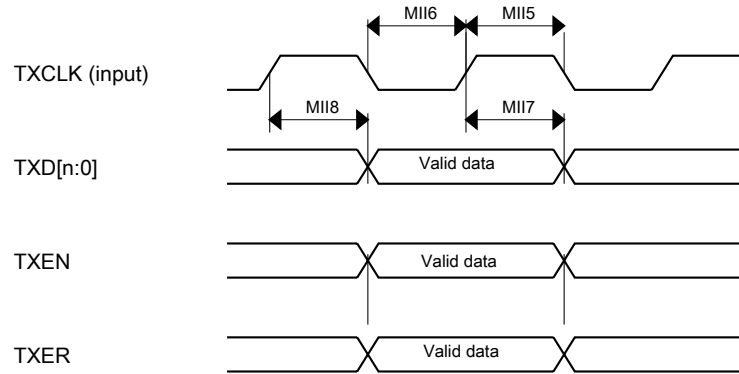 MII6 MII5
TXCLK (input)
MII8 MII7
TXD[n:0] Valid data
TXEN Valid data
TXER Valid data